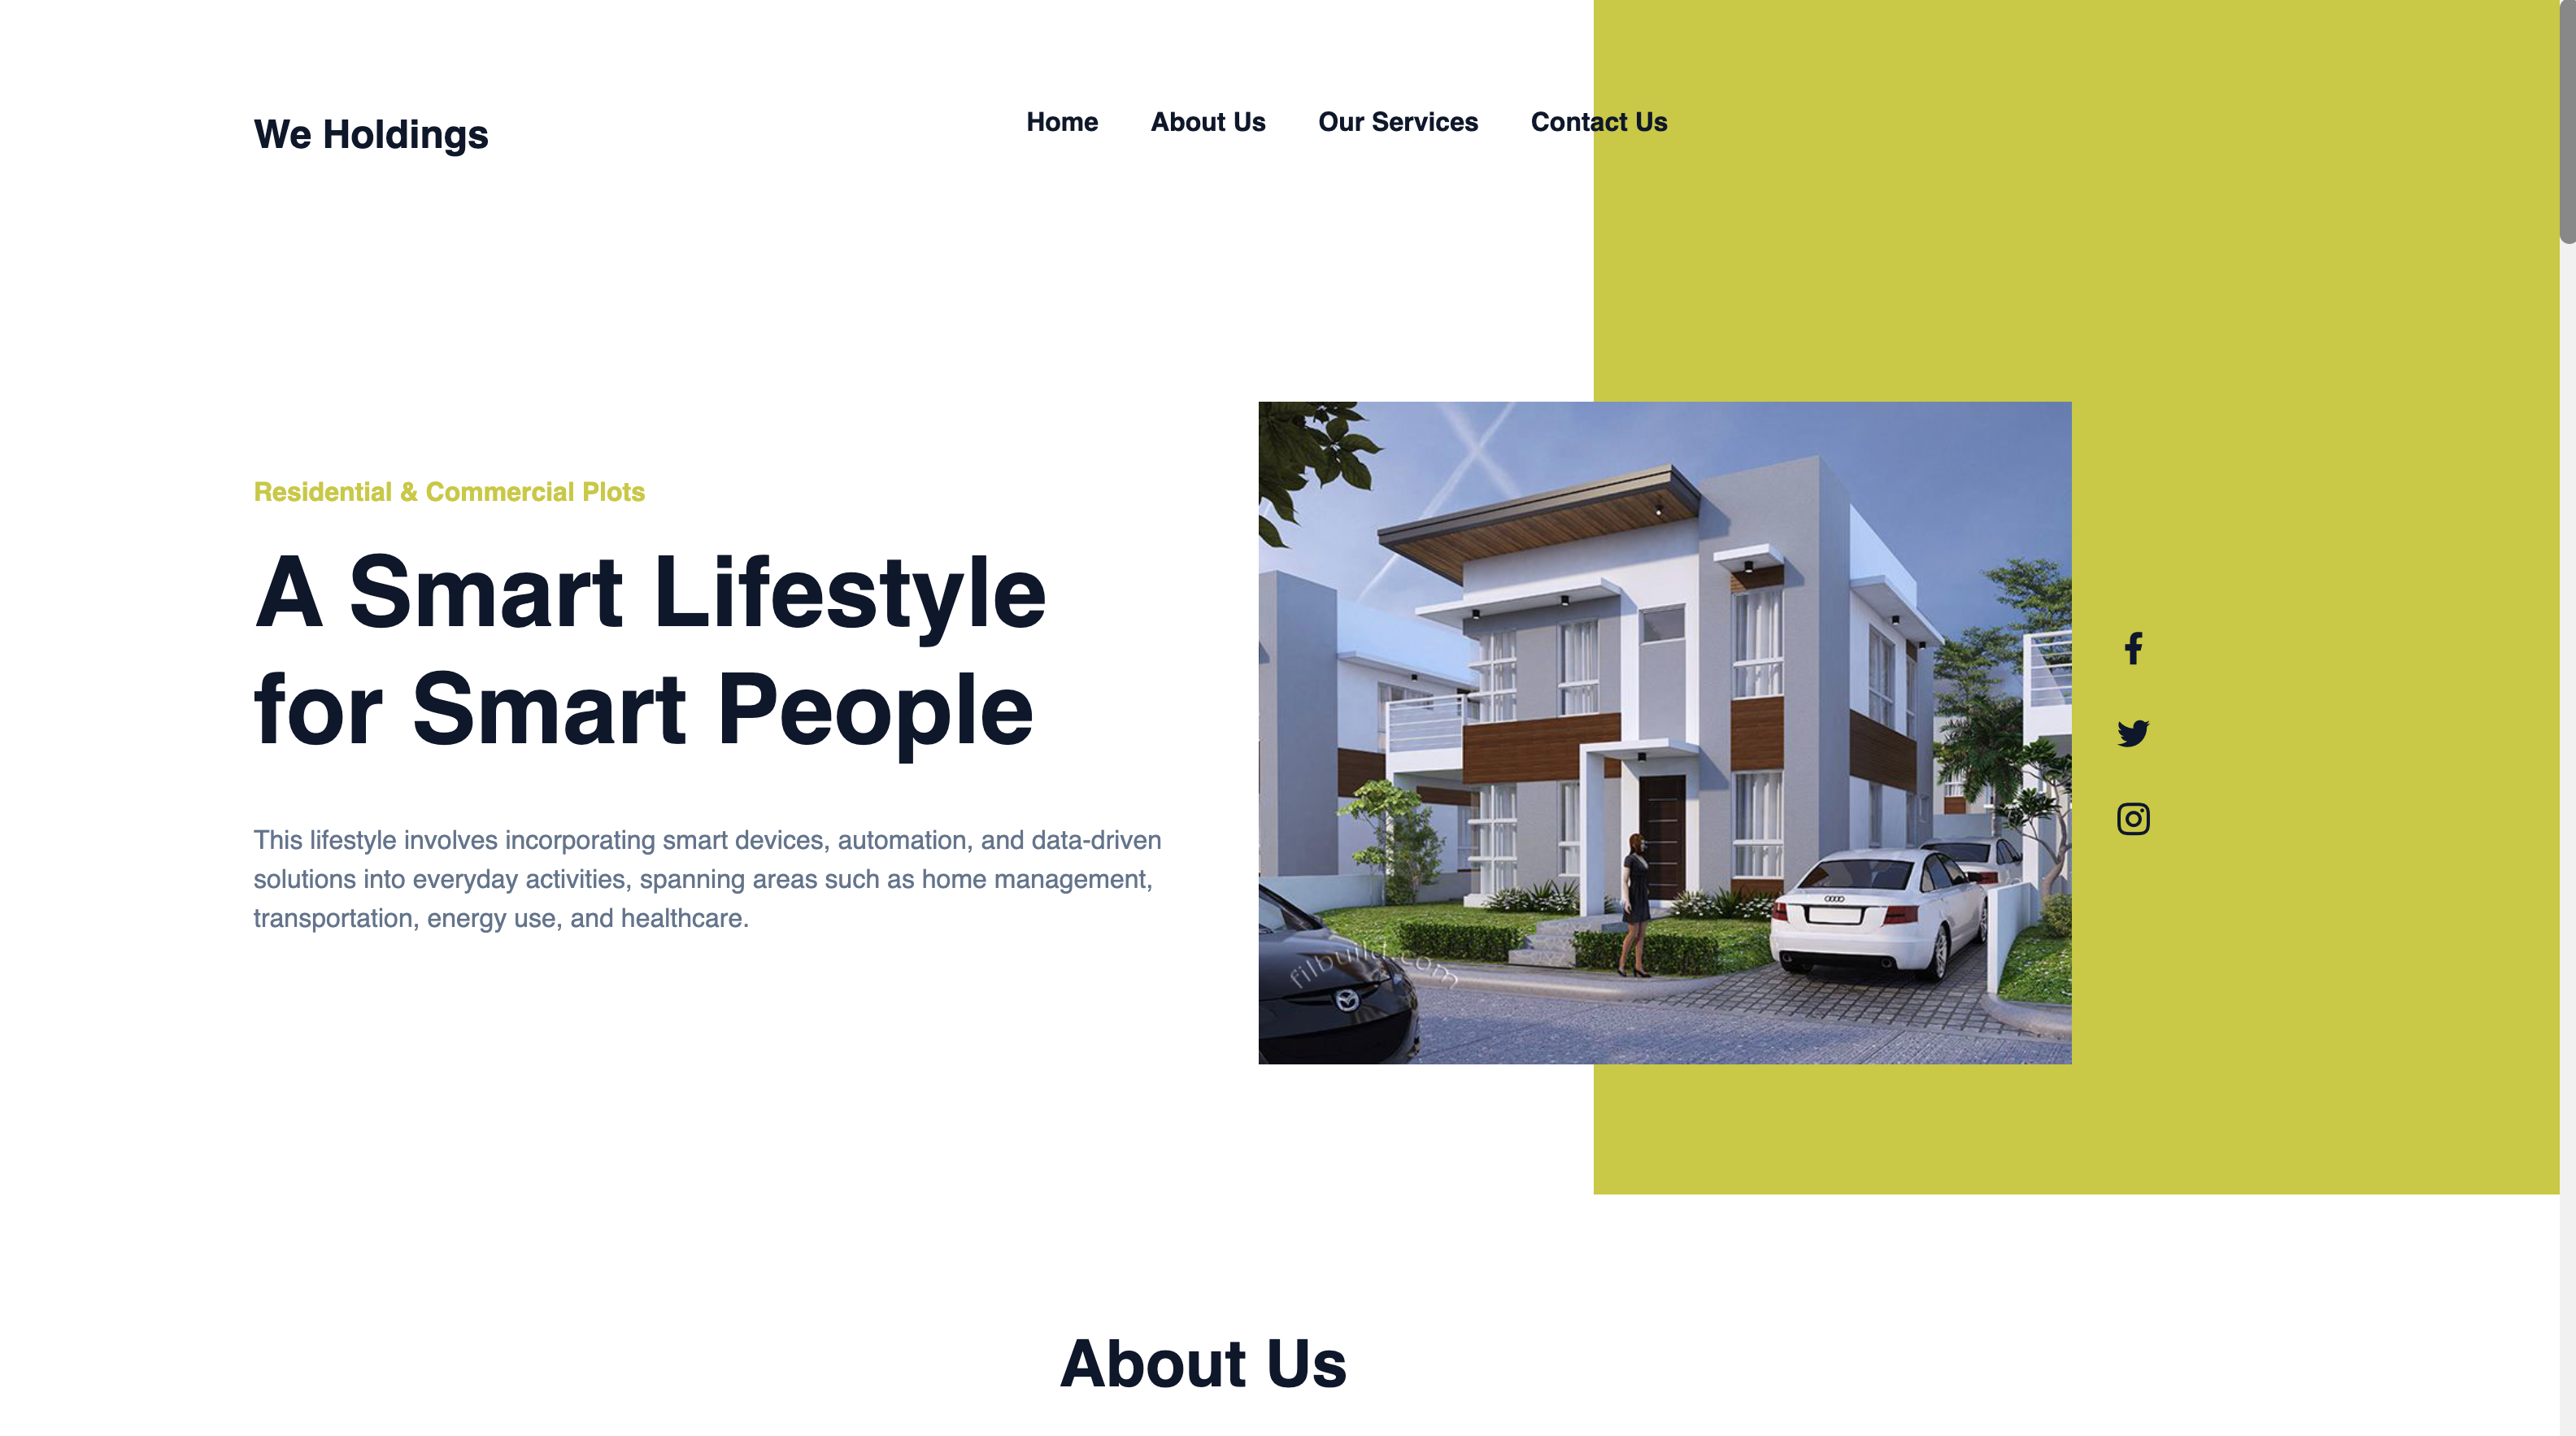 We Holdings
Home About Us Our Services Contact Us
Residential & Commercial Plots
A Smart Lifestyle
for Smart People
This lifestyle involves incorporating smart devices, automation, and data-driven
solutions into everyday activities, spanning areas such as home management,
transportation, energy use, and healthcare.
filbuild.com
About Us